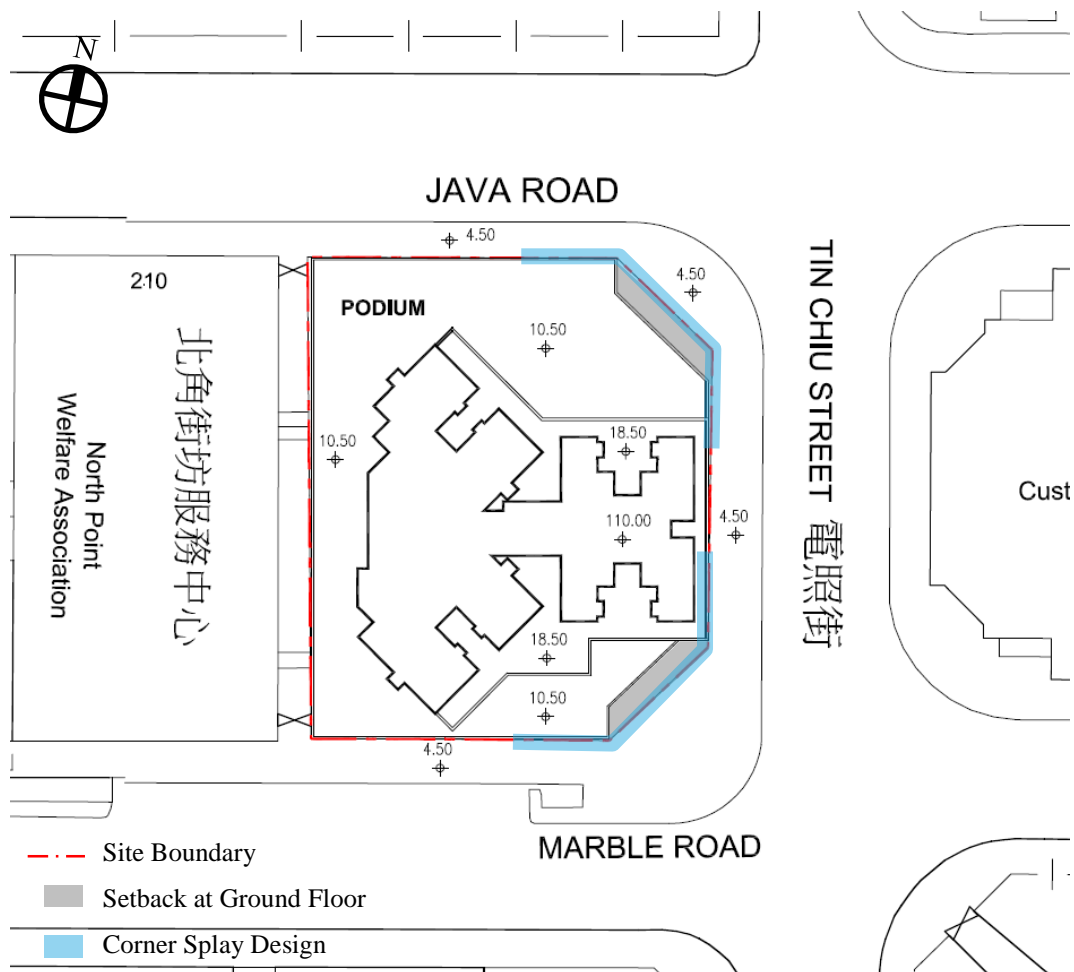 N
JAVA ROAD
4.50
4.50
210
PODIUM
10.50
10.50
18.50
110.00
4.50
18.50
10.50
4.50
北角街坊服務中心
North Point
Welfare Association
TIN CHIU STREET 電照街
Cust
MARBLE ROAD
Site Boundary
Setback at Ground Floor
Corner Splay Design